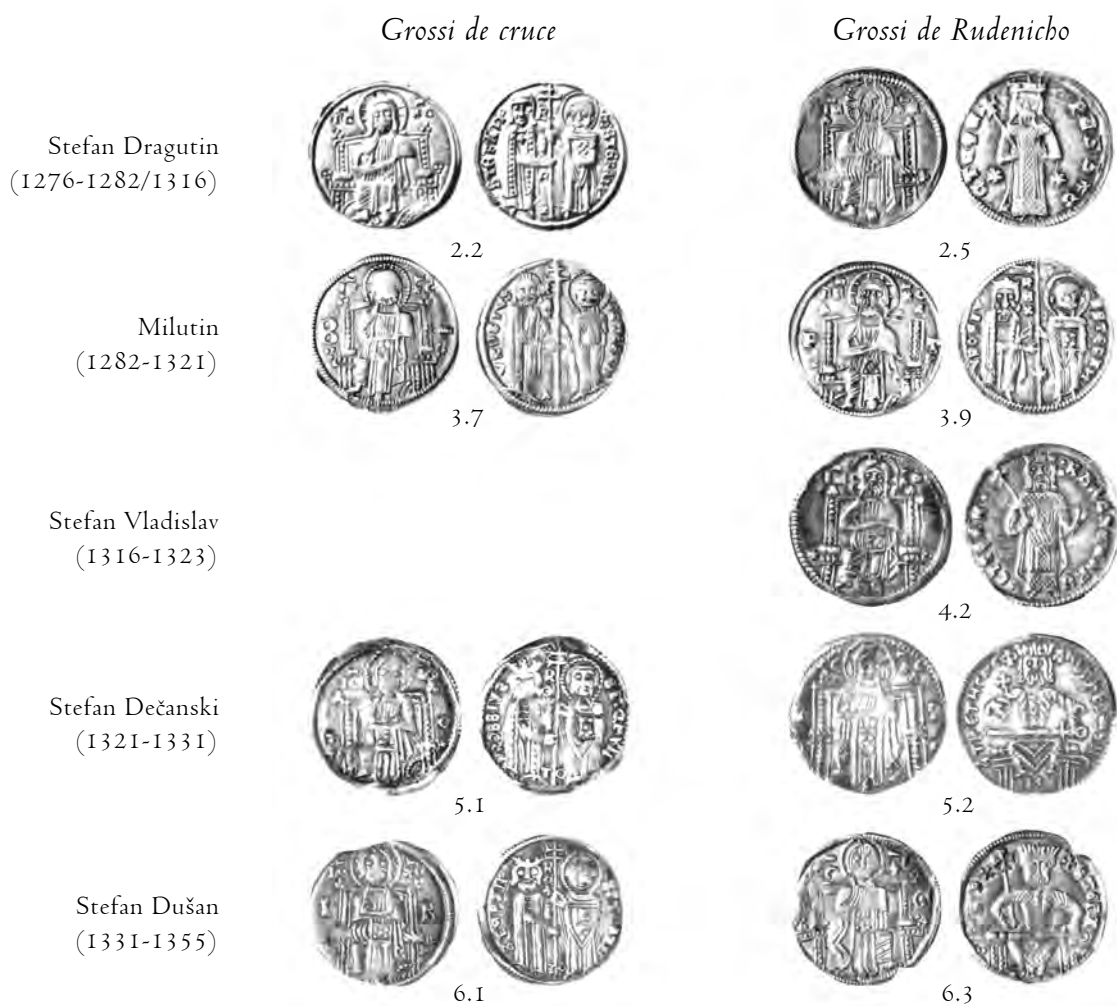 Grossi de cruce
Grossi de Rudenicho
Stefan Dragutin
(1276-1282/1316)
2.2
2.5
Milutin
(1282-1321)
3.7
3.9
Stefan Vladislav
(1316-1323)
4.2
Stefan Dečanski
(1321-1331)
5.1
5.2
Stefan Dušan
(1331-1355)
6.1
6.3